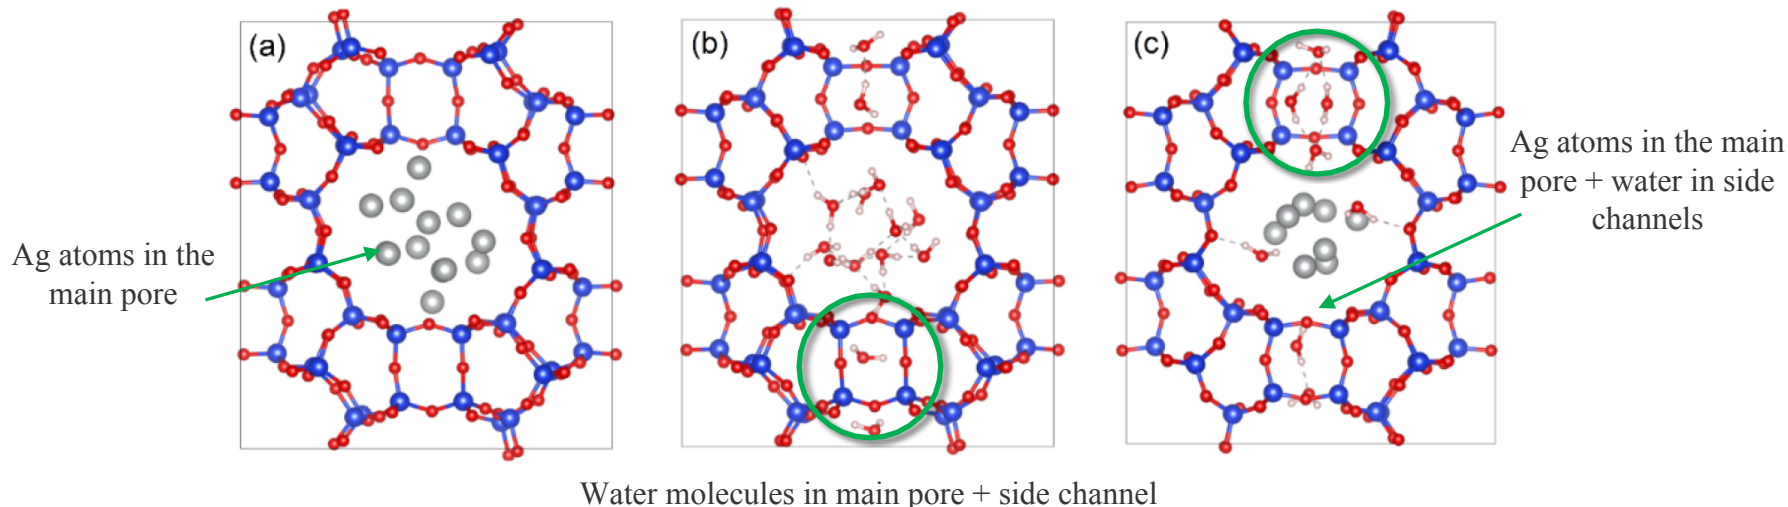 (a)
(b)
(c)
Ag atoms in the
main pore
Ag atoms in the main
pore + water in side
channels
Water molecules in main pore + side channel